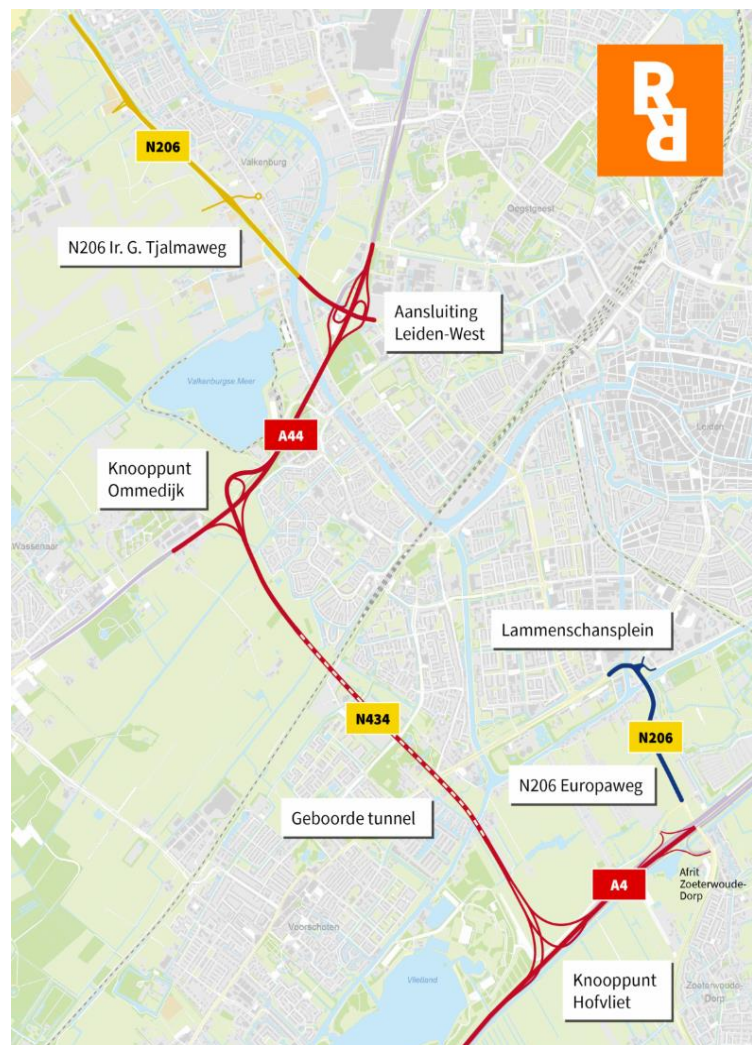 R
R
N206
Valkenburg
Oegstgeest
N206 Ir. G. Tjalmaweg
Aansluiting
Leiden-West
Valkenburgse Meer
A44
Leiden
Knooppunt
Ommedijk
Wassenaar
Lammenschansplein
N434
N206
N206 Europaweg
Geboorde tunnel
Afrit
Zoeterwoude-
Dorp
A4
Voorschoten
Vlietland
Knooppunt
Hofvliet
Zoeterwoude-
Dorp